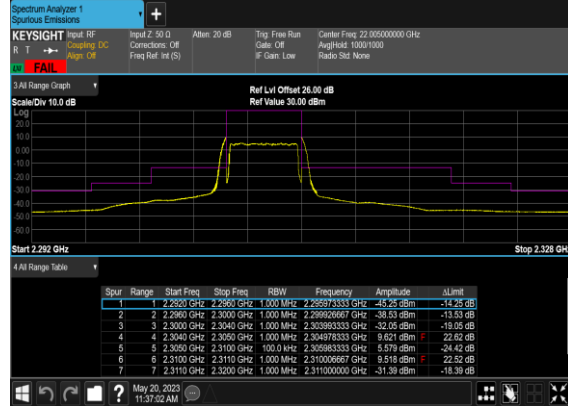 Spectrum Analyzer 1
Spurious Emissions
KEYSIGHT Input: RF Input Z: 50 Ω Atten: 20 dB Trig: Free Run Center Freq: 22.005000000 GHz
R T Coupling: DC Corrections: Off Gate: Off Avg|Hold: 1000/1000
Align: Off Freq Ref: Int (S) IF Gain: Low Radio Std: None
FAIL
3 All Range Graph
Ref Lvl Offset 26.00 dB
Scale/Div 10.0 dB Ref Value 30.00 dBm
Log
20.0
10.0
0.00
-10.0
-20.0
-30.0
-40.0
-50.0
-60.0
Start 2.292 GHz Stop 2.328 GHz
4 All Range Table
Spur Range Start Freq Stop Freq RBW Frequency Amplitude ΔLimit
1 1 2.2920 GHz 2.2960 GHz 1.000 MHz 2.295973333 GHz -45.25 dBm -14.25 dB
2 2 2.2960 GHz 2.3000 GHz 1.000 MHz 2.299926667 GHz -38.53 dBm -13.53 dB
3 3 2.3000 GHz 2.3040 GHz 1.000 MHz 2.303993333 GHz -32.05 dBm -19.05 dB
4 4 2.3040 GHz 2.3050 GHz 1.000 MHz 2.304978333 GHz 9.621 dBm F 22.62 dB
5 5 2.3050 GHz 2.3100 GHz 100.0 kHz 2.305983333 GHz 5.579 dBm -24.42 dB
6 6 2.3100 GHz 2.3110 GHz 1.000 MHz 2.310006667 GHz 9.518 dBm F 22.52 dB
7 7 2.3110 GHz 2.3200 GHz 1.000 MHz 2.311000000 GHz -31.39 dBm -18.39 dB
May 20, 2023
11:37:02 AM